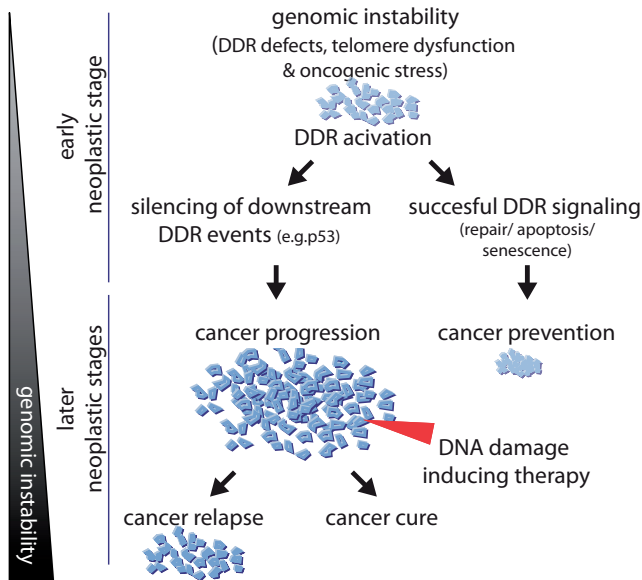 genomic instability
(DDR defects, telomere dysfunction
& oncogenic stress)
DDR acivation
early
neoplastic stage
silencing of downstream
DDR events (e.g.p53)
succesful DDR signaling
(repair/ apoptosis/
senescence)
cancer progression
cancer prevention
later
neoplastic stages
genomic instability
DNA damage
inducing therapy
cancer relapse
cancer cure